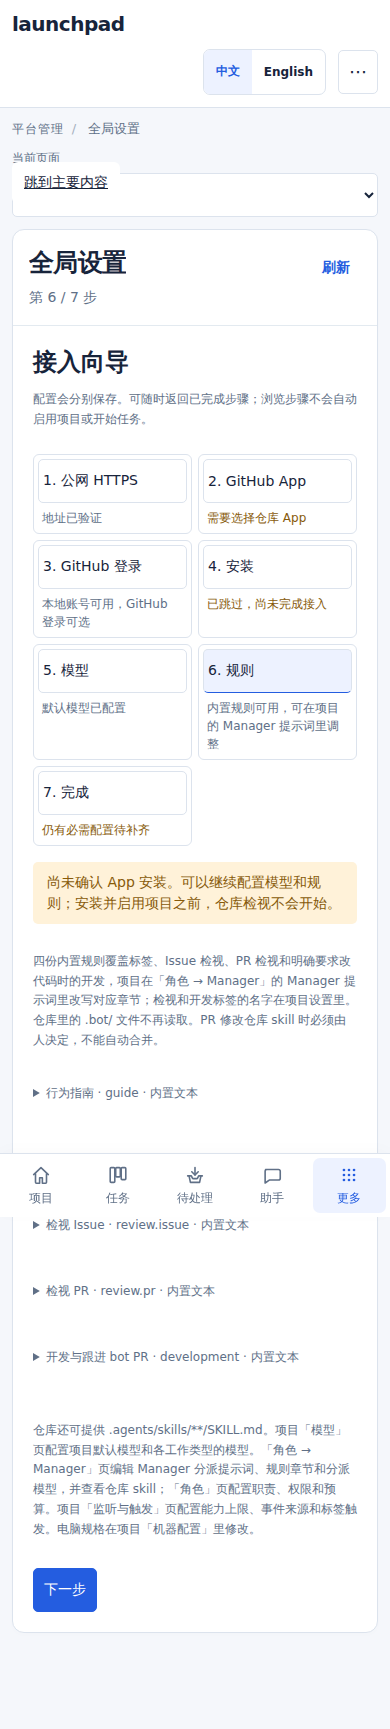 launchpad
中文
English
⋯
平台管理 / 全局设置
当前页面
跳到主要内容
全局设置
刷新
第 6 / 7 步
接入向导
配置会分别保存。可随时返回已完成步骤；浏览步骤不会自动
启用项目或开始任务。
1. 公网 HTTPS
地址已验证
2. GitHub App
需要选择仓库 App
3. GitHub 登录
本地账号可用，GitHub
登录可选
4. 安装
已跳过，尚未完成接入
5. 模型
默认模型已配置
6. 规则
内置规则可用，可在项目
的 Manager 提示词里调
整
7. 完成
仍有必需配置待补齐
尚未确认 App 安装。可以继续配置模型和规
则；安装并启用项目之前，仓库检视不会开始。
四份内置规则覆盖标签、Issue 检视、PR 检视和明确要求改
代码时的开发，项目在「角色 → Manager」的 Manager 提
示词里改写对应章节；检视和开发标签的名字在项目设置里。
仓库里的 .bot/ 文件不再读取。PR 修改仓库 skill 时必须由
人决定，不能自动合并。
▶ 行为指南 · guide · 内置文本
项目
任务
待处理
助手
更多
▶ 检视 Issue · review.issue · 内置文本
▶ 检视 PR · review.pr · 内置文本
▶ 开发与跟进 bot PR · development · 内置文本
仓库还可提供 .agents/skills/**/SKILL.md。项目「模型」
页配置项目默认模型和各工作类型的模型。「角色 →
Manager」页编辑 Manager 分派提示词、规则章节和分派
模型，并查看仓库 skill；「角色」页配置职责、权限和预
算。项目「监听与触发」页配置能力上限、事件来源和标签触
发。电脑规格在项目「机器配置」里修改。
下一步